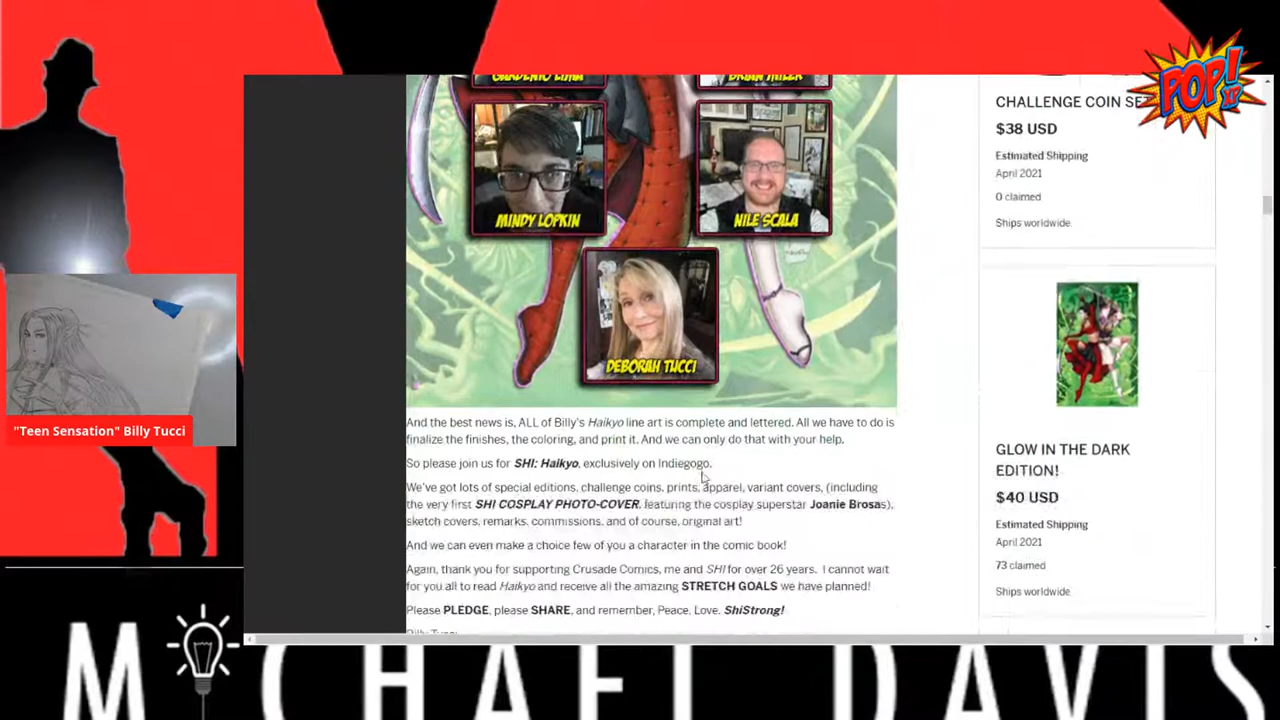 POP!
XP
CHALLENGE COIN SE
$38 USD
Estimated Shipping
April 2021
0 claimed
Ships worldwide.
MINDY LOPKIN
NILE SCALA
DEBORAH TUCCI
"Teen Sensation" Billy Tucci
And the best news is, ALL of Billy's Haikyo line art is complete and lettered. All we have to do is
finalize the finishes, the coloring, and print it. And we can only do that with your help.
So please join us for SHI: Haikyo, exclusively on Indiegogo.
We've got lots of special editions, challenge coins, prints, apparel, variant covers, (including
the very first SHI COSPLAY PHOTO-COVER, featuring the cosplay superstar Joanie Brosas),
sketch covers, remarks, commissions, and of course, original art!
And we can even make a choice few of you a character in the comic book!
Again, thank you for supporting Crusade Comics, me and SHI for over 26 years. I cannot wait
for you all to read Haikyo and receive all the amazing STRETCH GOALS we have planned!
Please PLEDGE, please SHARE, and remember, Peace, Love, ShiStrong!
GLOW IN THE DARK
EDITION!
$40 USD
Estimated Shipping
April 2021
73 claimed
Ships worldwide.
MICHAEL DAVIS